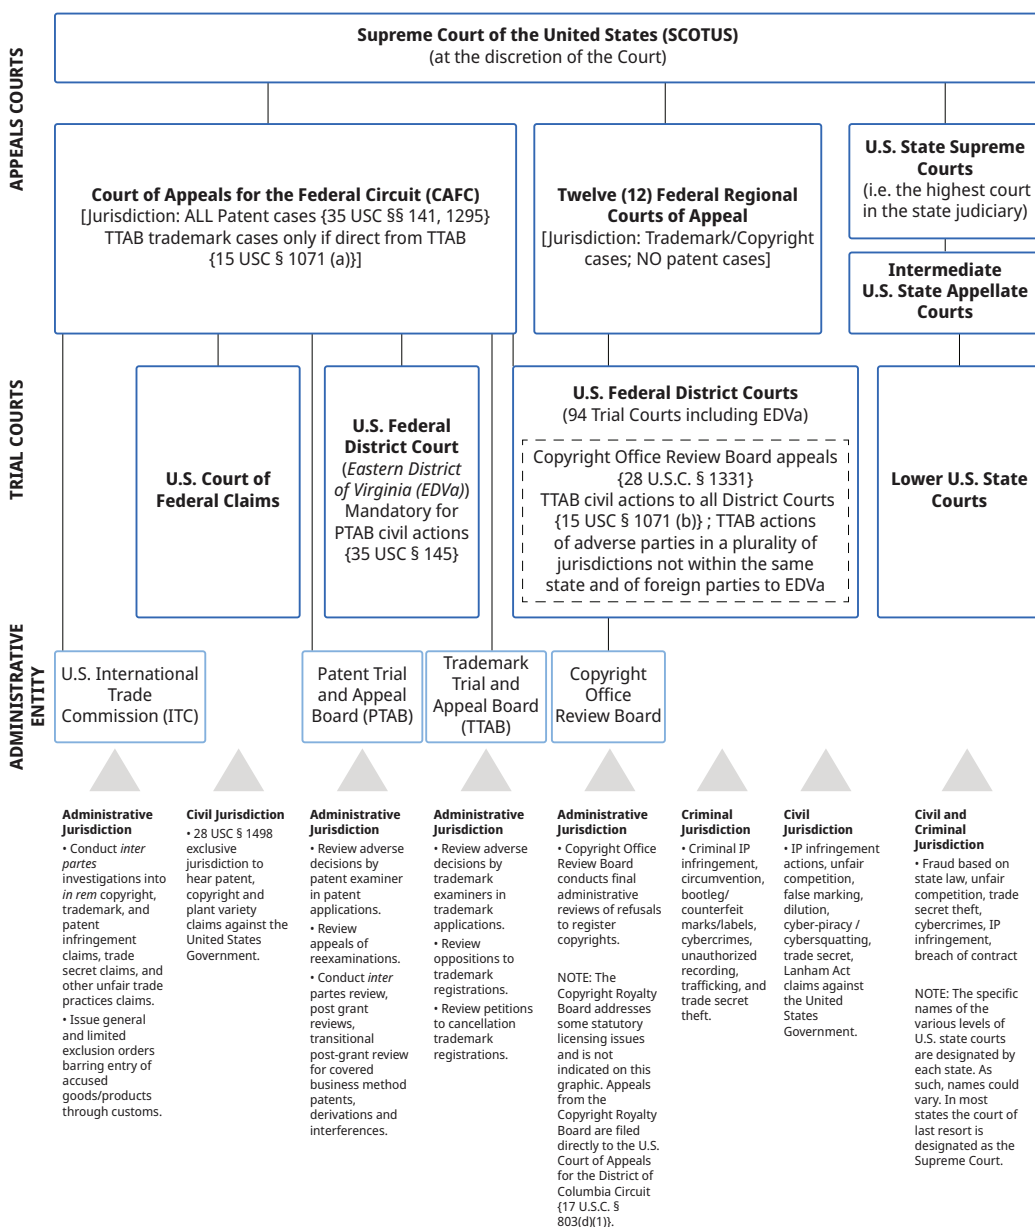 APPEALS COURTS
Supreme Court of the United States (SCOTUS)
(at the discretion of the Court)
Court of Appeals for the Federal Circuit (CAFC)
[Jurisdiction: ALL Patent cases {35 USC §§ 141, 1295}
TTAB trademark cases only if direct from TTAB
{15 USC § 1071 (a)}]
Twelve (12) Federal Regional
Courts of Appeal
[Jurisdiction: Trademark/Copyright
cases; NO patent cases]
U.S. State Supreme
Courts
(i.e. the highest court
in the state judiciary)
Intermediate
U.S. State Appellate
Courts
TRIAL COURTS
U.S. Court of
Federal Claims
U.S. Federal
District Court
(Eastern District
of Virginia (EDVa))
Mandatory for
PTAB civil actions
{35 USC § 145}
U.S. Federal District Courts
(94 Trial Courts including EDVa)
Copyright Office Review Board appeals
{28 U.S.C. § 1331}
TTAB civil actions to all District Courts
{15 USC § 1071 (b)} ; TTAB actions
of adverse parties in a plurality of
jurisdictions not within the same
state and of foreign parties to EDVa
Lower U.S. State
Courts
ADMINISTRATIVE
ENTITY
U.S. International
Trade
Commission (ITC)
Patent Trial
and Appeal
Board (PTAB)
Trademark
Trial and
Appeal Board
(TTAB)
Copyright
Office
Review Board
Administrative
Jurisdiction
• Conduct inter
partes
investigations into
in rem copyright,
trademark, and
patent
infringement
claims, trade
secret claims, and
other unfair trade
practices claims.
• Issue general
and limited
exclusion orders
barring entry of
accused
goods/products
through customs.
Civil Jurisdiction
• 28 USC § 1498
exclusive
jurisdiction to
hear patent,
copyright and
plant variety
claims against the
United States
Government.
Administrative
Jurisdiction
• Review adverse
decisions by
patent examiner
in patent
applications.
• Review
appeals of
reexaminations.
• Conduct inter
partes review,
post grant
reviews,
transitional
post-grant review
for covered
business method
patents,
derivations and
interferences.
Administrative
Jurisdiction
• Review adverse
decisions by
trademark
examiners in
trademark
applications.
• Review
oppositions to
trademark
registrations.
• Review petitions
to cancellation
trademark
registrations.
Administrative
Jurisdiction
• Copyright Office
Review Board
conducts final
administrative
reviews of refusals
to register
copyrights.
NOTE: The
Copyright Royalty
Board addresses
some statutory
licensing issues
and is not
indicated on this
graphic. Appeals
from the
Copyright Royalty
Board are filed
directly to the U.S.
Court of Appeals
for the District of
Columbia Circuit
{17 U.S.C. §
803(d)(1)}.
Criminal
Jurisdiction
• Criminal IP
infringement,
circumvention,
bootleg/
counterfeit
marks/labels,
cybercrimes,
unauthorized
recording,
trafficking, and
trade secret
theft.
Civil
Jurisdiction
• IP infringement
actions, unfair
competition,
false marking,
dilution,
cyber-piracy /
cybersquatting,
trade secret,
Lanham Act
claims against
the United
States
Government.
Civil and
Criminal
Jurisdiction
• Fraud based on
state law, unfair
competition, trade
secret theft,
cybercrimes, IP
infringement,
breach of contract
NOTE: The specific
names of the
various levels of
U.S. state courts
are designated by
each state. As
such, names could
vary. In most
states the court of
last resort is
designated as the
Supreme Court.